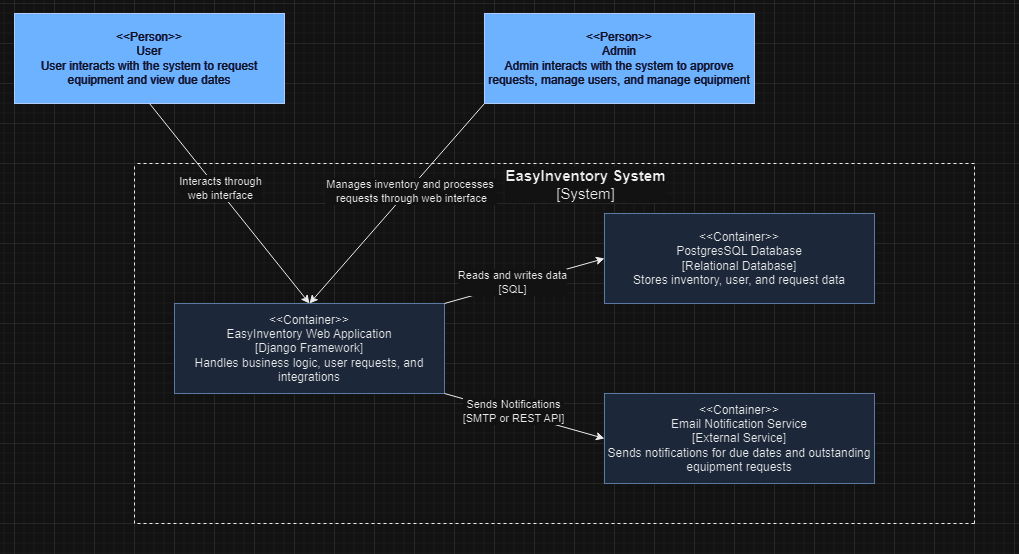 <<Person>>
User
User interacts with the system to request
equipment and view due dates
<<Person>>
Admin
Admin interacts with the system to approve
requests, manage users, and manage equipment
EasyInventory System
[System]
Interacts through
web interface
Manages inventory and processes
requests through web interface
<<Container>>
PostgresSQL Database
[Relational Database]
Stores inventory, user, and request data
Reads and writes data
[SQL]
<<Container>>
EasyInventory Web Application
[Django Framework]
Handles business logic, user requests, and
integrations
Sends Notifications
[SMTP or REST API]
<<Container>>
Email Notification Service
[External Service]
Sends notifications for due dates and outstanding
equipment requests